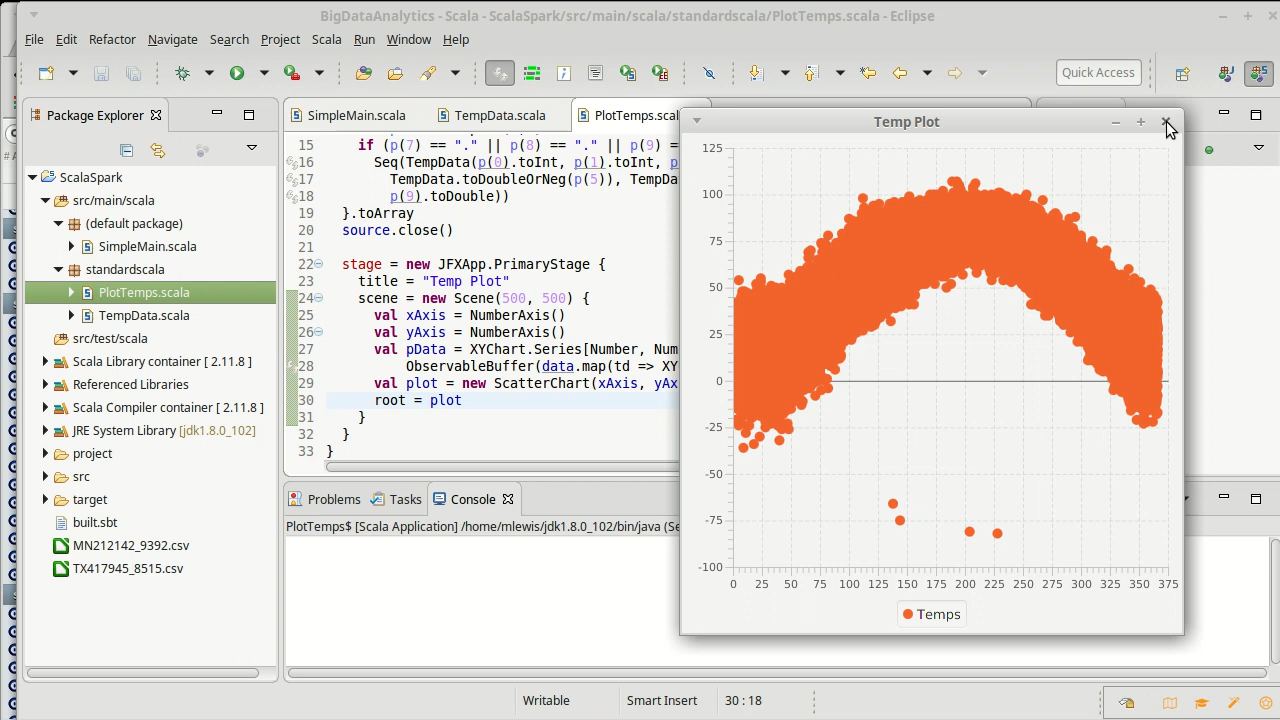 BigDataAnalytics - Scala - ScalaSpark/src/main/scala/standardscala/PlotTemps.scala - Eclipse
File Edit Refactor Navigate Search Project Scala Run Window Help
Quick Access
Package Explorer
ScalaSpark
src/main/scala
(default package)
SimpleMain.scala
standardscala
PlotTemps.scala
TempData.scala
src/test/scala
Scala Library container [ 2.11.8 ]
Referenced Libraries
Scala Compiler container [ 2.11.8 ]
JRE System Library [jdk1.8.0_102]
project
src
target
built.sbt
MN212142_9392.csv
TX417945_8515.csv
SimpleMain.scala TempData.scala PlotTemps.scal
15 if (p(7) == "." || p(8) == "." || p(9) =
16 Seq(TempData(p(0).toInt, p(1).toInt, p
17 TempData.toDoubleOrNeg(p(5)), TempDa
18 p(9).toDouble))
19 }.toArray
20 source.close()
21
22 stage = new JFXApp.PrimaryStage {
23 title = "Temp Plot"
24 scene = new Scene(500, 500) {
25 val xAxis = NumberAxis()
26 val yAxis = NumberAxis()
27 val pData = XYChart.Series[Number, Num
28 ObservableBuffer(data.map(td => XY
29 val plot = new ScatterChart(xAxis, yAx
30 root = plot
31 }
32 }
33 }
Problems Tasks Console
PlotTemps$ [Scala Application] /home/mlewis/jdk1.8.0_102/bin/java (Se
Temp Plot
125
100
75
50
25
0
-25
-50
-75
-100
0 25 50 75 100 125 150 175 200 225 250 275 300 325 350 375
Temps
Writable Smart Insert 30 : 18